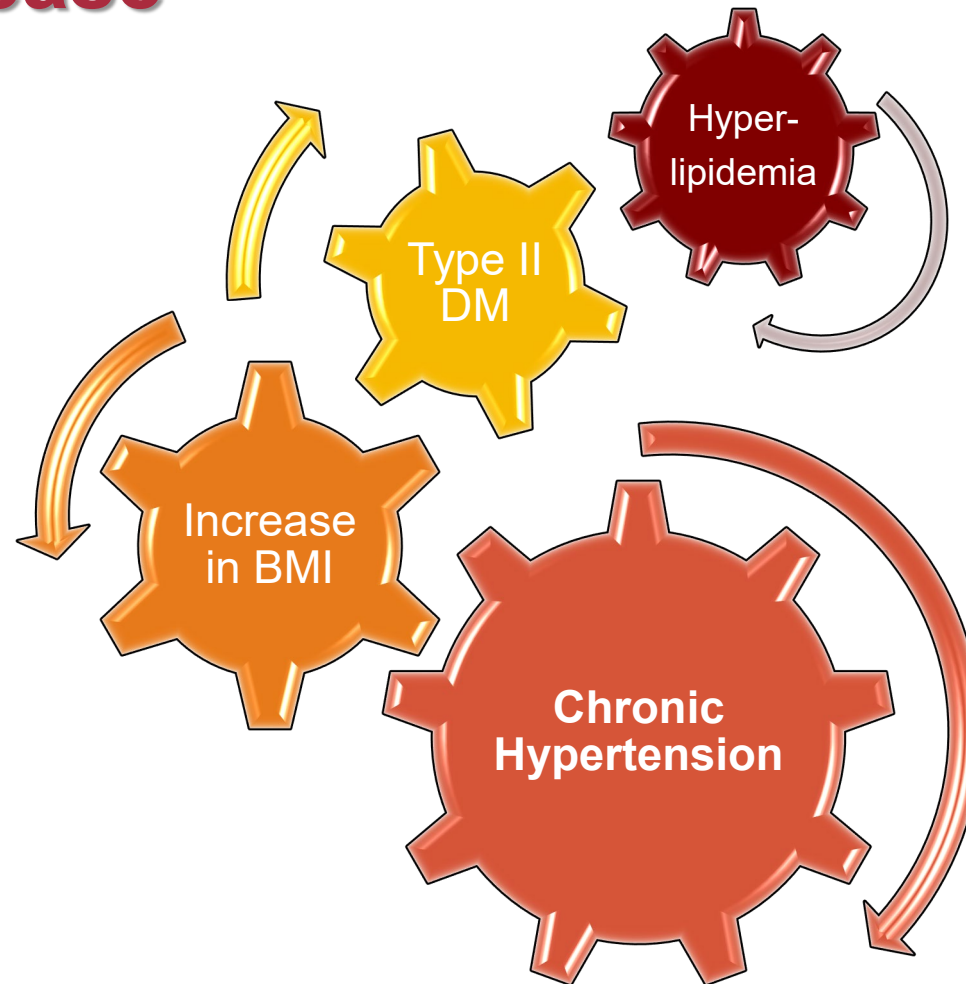 Hyper-
lipidemia
Type II
DM
Increase
in BMI
Chronic
Hypertension